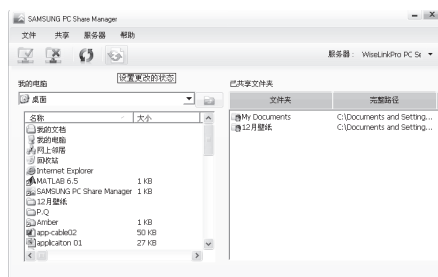 SAMSUNG PC Share Manager
文件 共享 服务器 帮助
服务器： WiseLinkPro PC Se
设置更改的状态
我的电脑
已共享文件夹
桌面
文件夹 完整路径
名称 大小
My Documents C:\Documents and Setting...
12月壁纸 C:\Documents and Setting...
我的文档
我的电脑
网上邻居
回收站
Internet Explorer
MATLAB 6.5 1 KB
SAMSUNG PC Share Manager 1 KB
12月壁纸
P.Q
Amber 1 KB
app-cable02 50 KB
applicaiton 01 27 KB